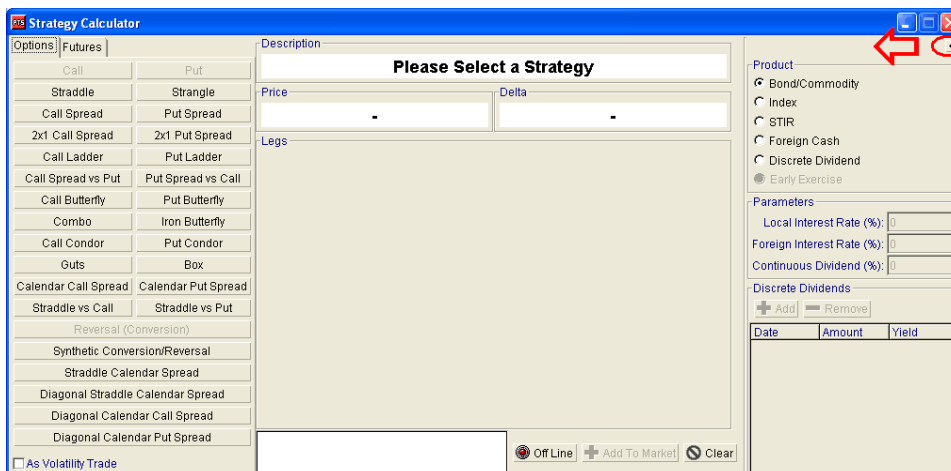 PTS Strategy Calculator
Options Futures
Call Put
Straddle Strangle
Call Spread Put Spread
2x1 Call Spread 2x1 Put Spread
Call Ladder Put Ladder
Call Spread vs Put Put Spread vs Call
Call Butterfly Put Butterfly
Combo Iron Butterfly
Call Condor Put Condor
Guts Box
Calendar Call Spread Calendar Put Spread
Straddle vs Call Straddle vs Put
Reversal (Conversion)
Synthetic Conversion/Reversal
Straddle Calendar Spread
Diagonal Straddle Calendar Spread
Diagonal Calendar Call Spread
Diagonal Calendar Put Spread
As Volatility Trade
Description
Please Select a Strategy
Price Delta
- -
Legs
Off Line Add To Market Clear
Product
Bond/Commodity
Index
STIR
Foreign Cash
Discrete Dividend
Early Exercise
Parameters
Local Interest Rate (%): 0
Foreign Interest Rate (%): 0
Continuous Dividend (%): 0
Discrete Dividends
Add Remove
Date Amount Yield